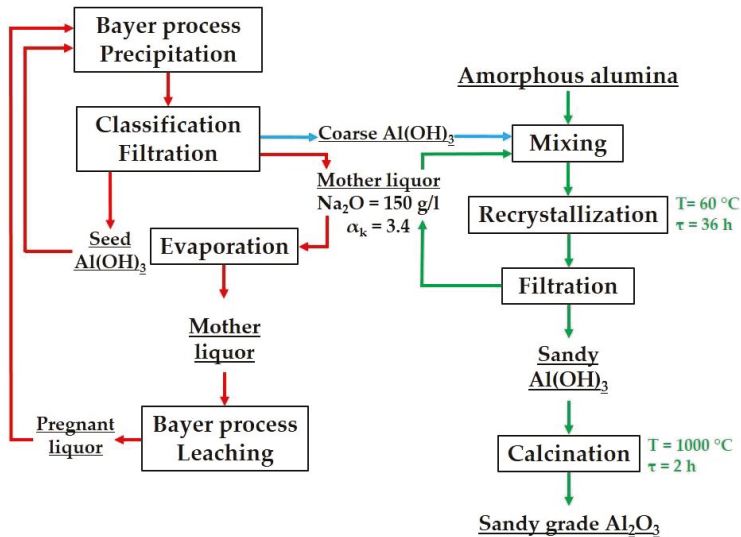 Bayer process
Precipitation
Classification
Filtration
Seed
Al(OH)₃
Evaporation
Mother
liquor
Bayer process
Leaching
Pregnant
liquor
Coarse Al(OH)₃
Mother liquor
Na₂O = 150 g/l
αₖ = 3.4
Amorphous alumina
Mixing
Recrystallization
T= 60 °C
τ = 36 h
Filtration
Sandy
Al(OH)₃
Calcination
T = 1000 °C
τ = 2 h
Sandy grade Al₂O₃